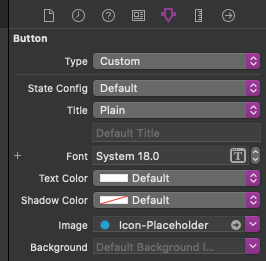 Button
Type Custom
State Config Default
Title Plain
Default Title
+ Font System 18.0 T
Text Color Default
Shadow Color Default
Image Icon-Placeholder
Background Default Background I...